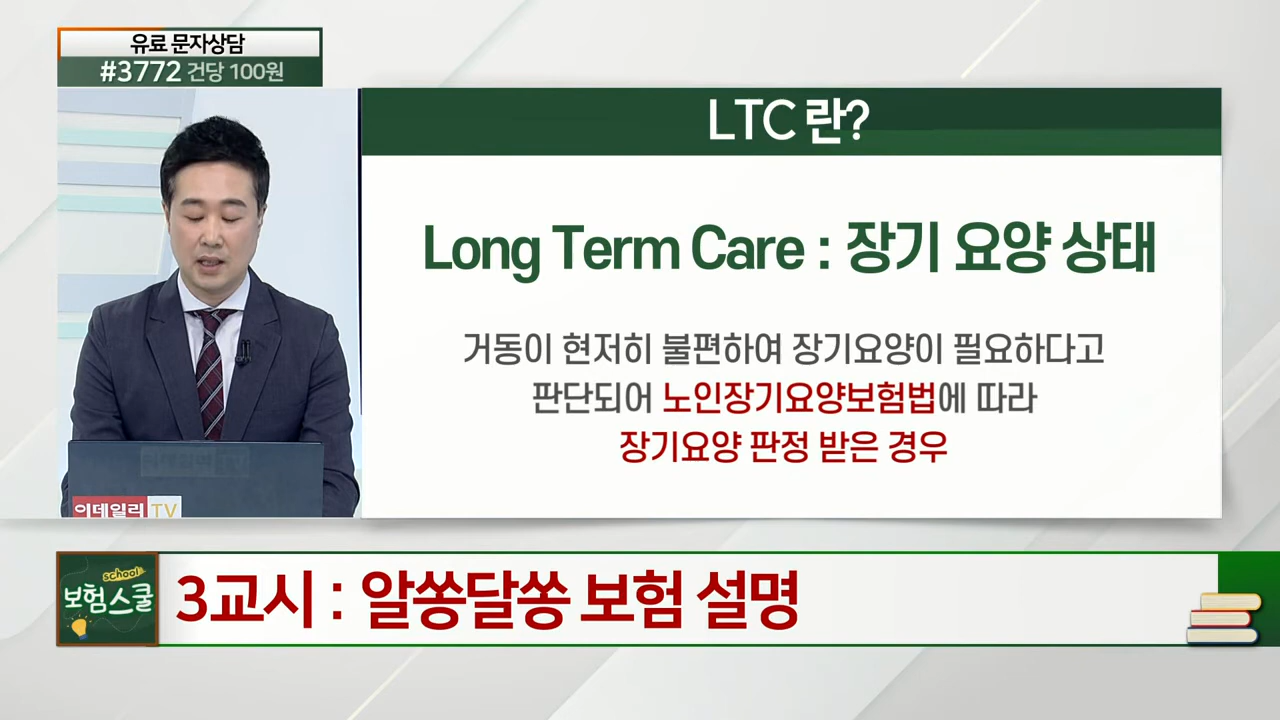 유료 문자상담
#3772 건당 100원
LTC 란?
Long Term Care : 장기 요양 상태
거동이 현저히 불편하여 장기요양이 필요하다고
판단되어 노인장기요양보험법에 따라
장기요양 판정 받은 경우
이데일리 TV
school
보험스쿨
3교시 : 알쏭달쏭 보험 설명